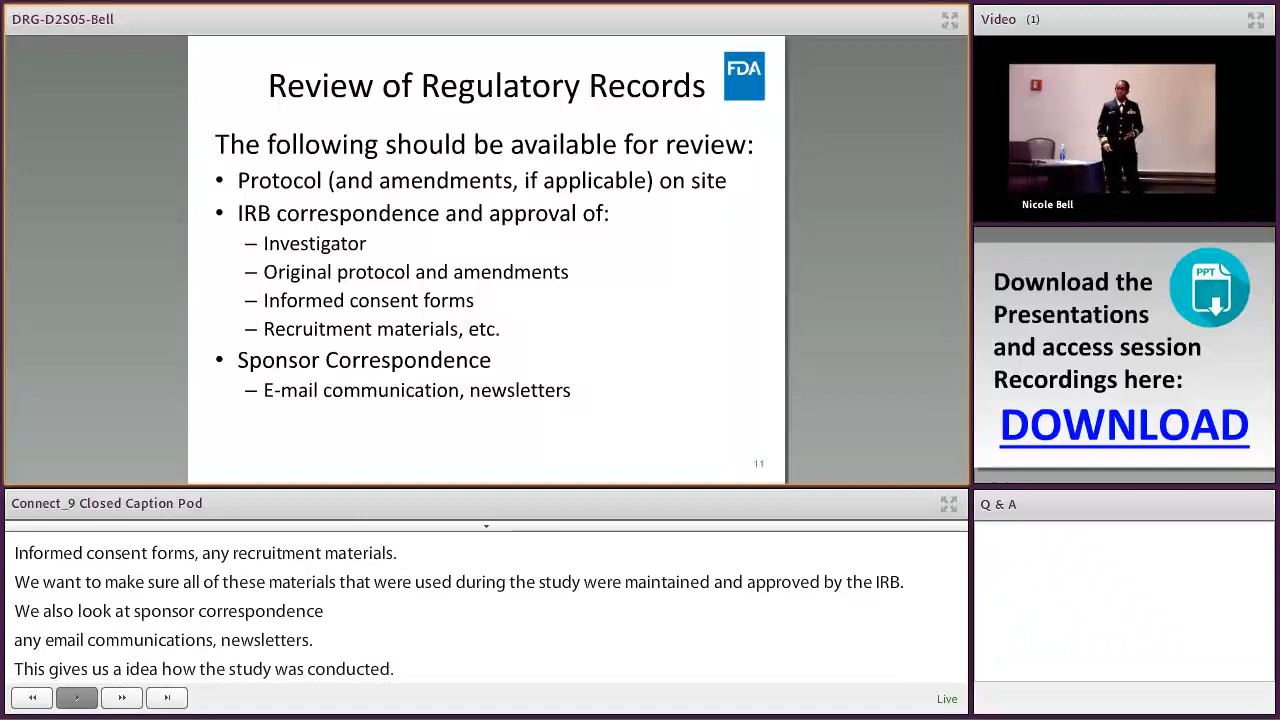 DRG-D2S05-Bell
Review of Regulatory Records
FDA
The following should be available for review:
• Protocol (and amendments, if applicable) on site
• IRB correspondence and approval of:
– Investigator
– Original protocol and amendments
– Informed consent forms
– Recruitment materials, etc.
• Sponsor Correspondence
– E-mail communication, newsletters
11
Video (1)
Nicole Bell
PPT
Download the
Presentations
and access session
Recordings here:
DOWNLOAD
Connect_9 Closed Caption Pod
Informed consent forms, any recruitment materials.
We want to make sure all of these materials that were used during the study were maintained and approved by the IRB.
We also look at sponsor correspondence
any email communications, newsletters.
This gives us a idea how the study was conducted.
Live
Q & A